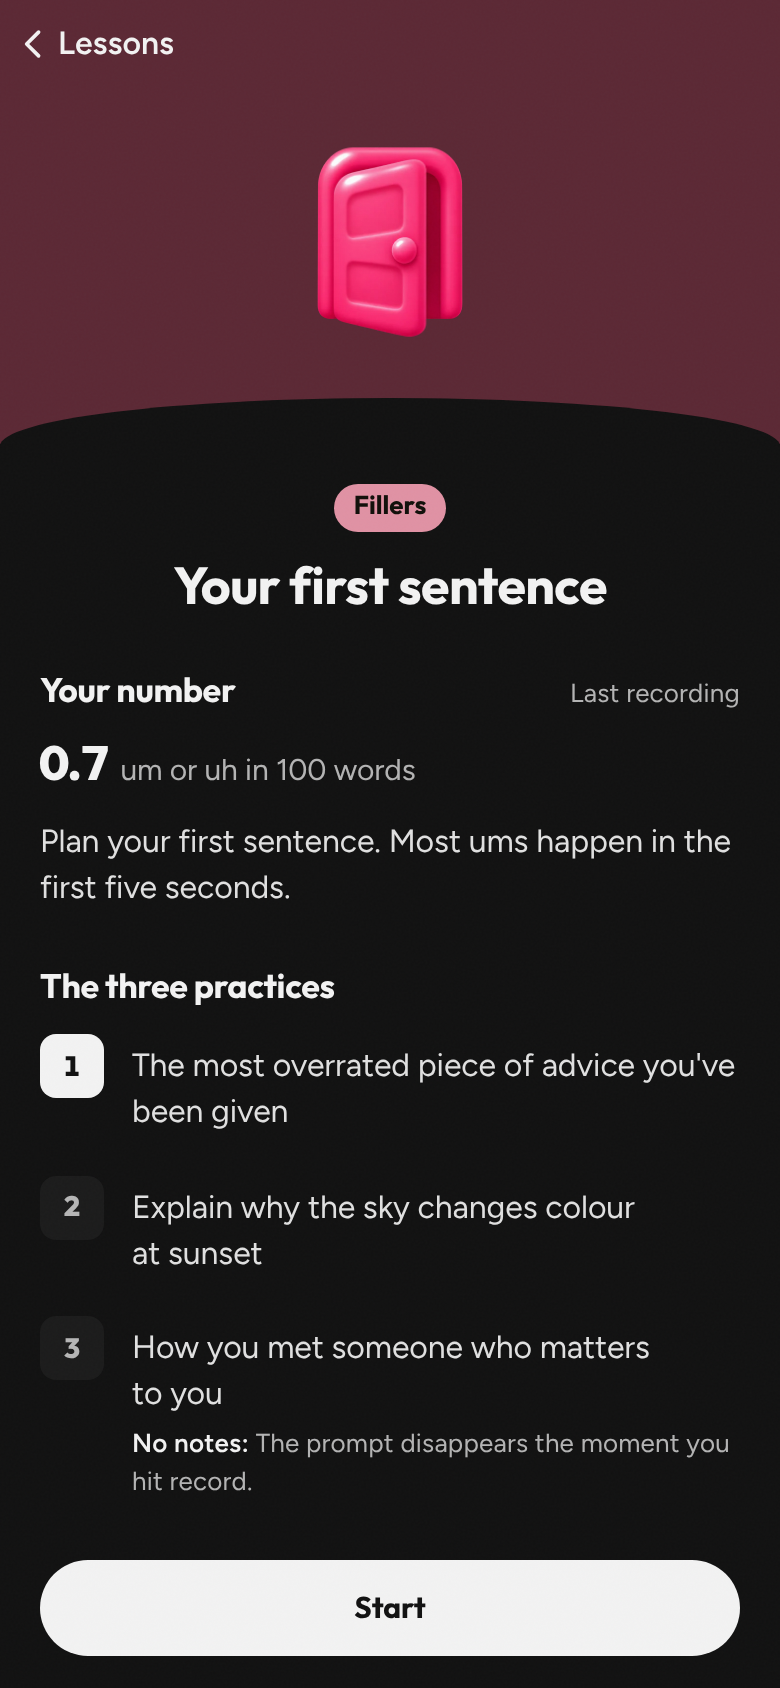 Lessons
Fillers
Your first sentence
Your number
Last recording
0.7 um or uh in 100 words
Plan your first sentence. Most ums happen in the
first five seconds.
The three practices
1
The most overrated piece of advice you've
been given
2
Explain why the sky changes colour
at sunset
3
How you met someone who matters
to you
No notes: The prompt disappears the moment you
hit record.
Start